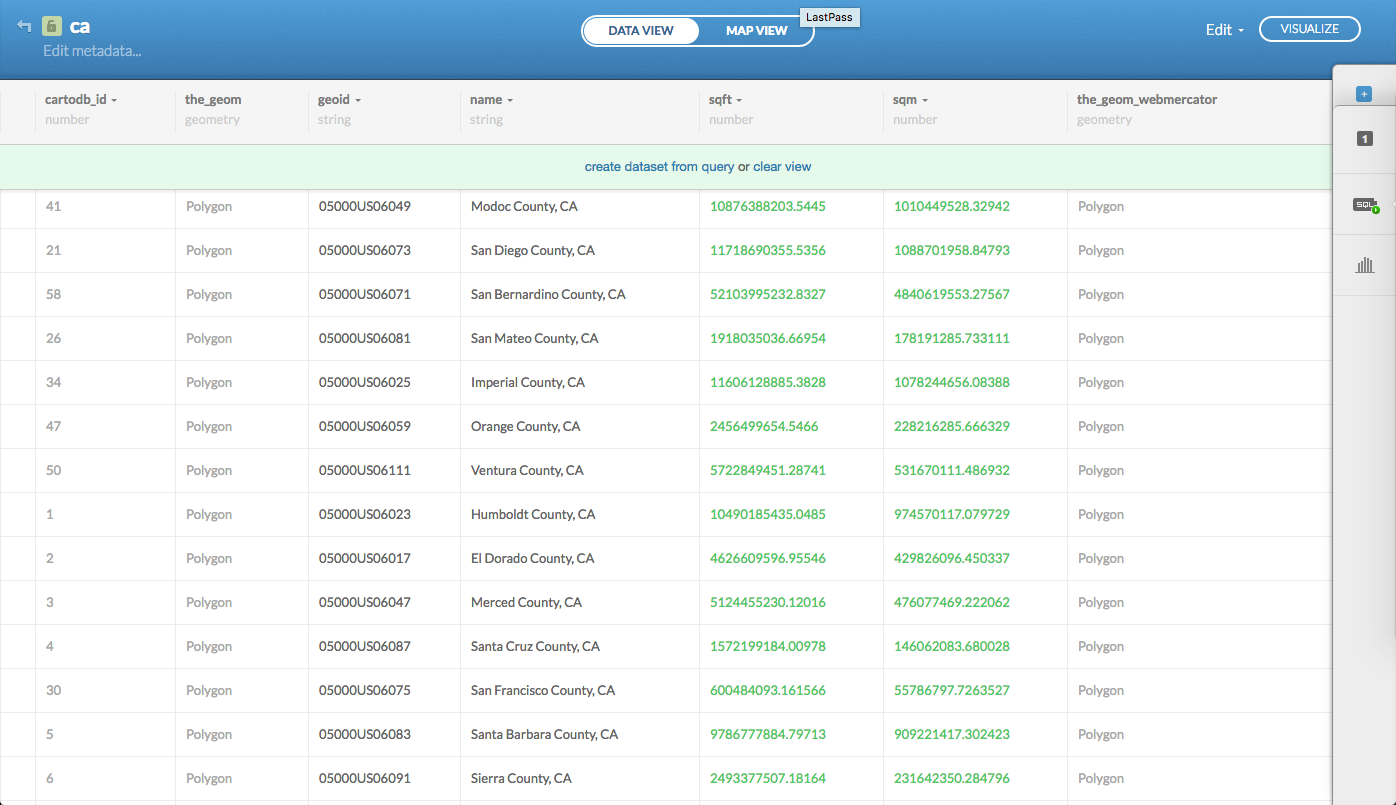 ca
LastPass
DATA VIEW MAP VIEW
Edit VISUALIZE
Edit metadata...
cartodb_id the_geom geoid name sqft sqm the_geom_webmercator
number geometry string string number number geometry
1
create dataset from query or clear view
41 Polygon 05000US06049 Modoc County, CA 10876388203.5445 1010449528.32942 Polygon
SQL
21 Polygon 05000US06073 San Diego County, CA 11718690355.5356 1088701958.84793 Polygon
58 Polygon 05000US06071 San Bernardino County, CA 52103995232.8327 4840619553.27567 Polygon
26 Polygon 05000US06081 San Mateo County, CA 1918035036.66954 178191285.733111 Polygon
34 Polygon 05000US06025 Imperial County, CA 11606128885.3828 1078244656.08388 Polygon
47 Polygon 05000US06059 Orange County, CA 2456499654.5466 228216285.666329 Polygon
50 Polygon 05000US06111 Ventura County, CA 5722849451.28741 531670111.486932 Polygon
1 Polygon 05000US06023 Humboldt County, CA 10490185435.0485 974570117.079729 Polygon
2 Polygon 05000US06017 El Dorado County, CA 4626609596.95546 429826096.450337 Polygon
3 Polygon 05000US06047 Merced County, CA 5124455230.12016 476077469.222062 Polygon
4 Polygon 05000US06087 Santa Cruz County, CA 1572199184.00978 146062083.680028 Polygon
30 Polygon 05000US06075 San Francisco County, CA 600484093.161566 55786797.7263527 Polygon
5 Polygon 05000US06083 Santa Barbara County, CA 9786777884.79713 909221417.302423 Polygon
6 Polygon 05000US06091 Sierra County, CA 2493377507.18164 231642350.284796 Polygon